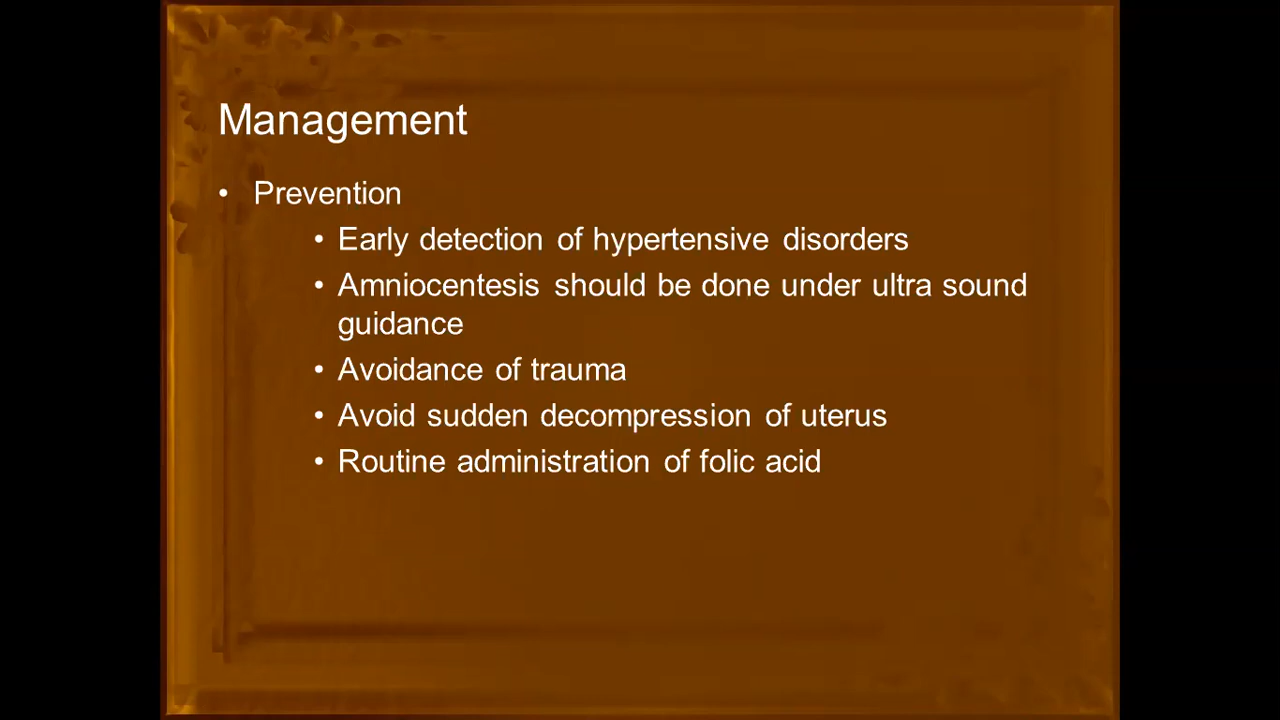 Management
• Prevention
• Early detection of hypertensive disorders
• Amniocentesis should be done under ultra sound
guidance
• Avoidance of trauma
• Avoid sudden decompression of uterus
• Routine administration of folic acid